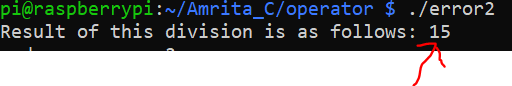 pi@raspberrypi:~/Amrita_C/operator $ ./error2
Result of this division is as follows: 15